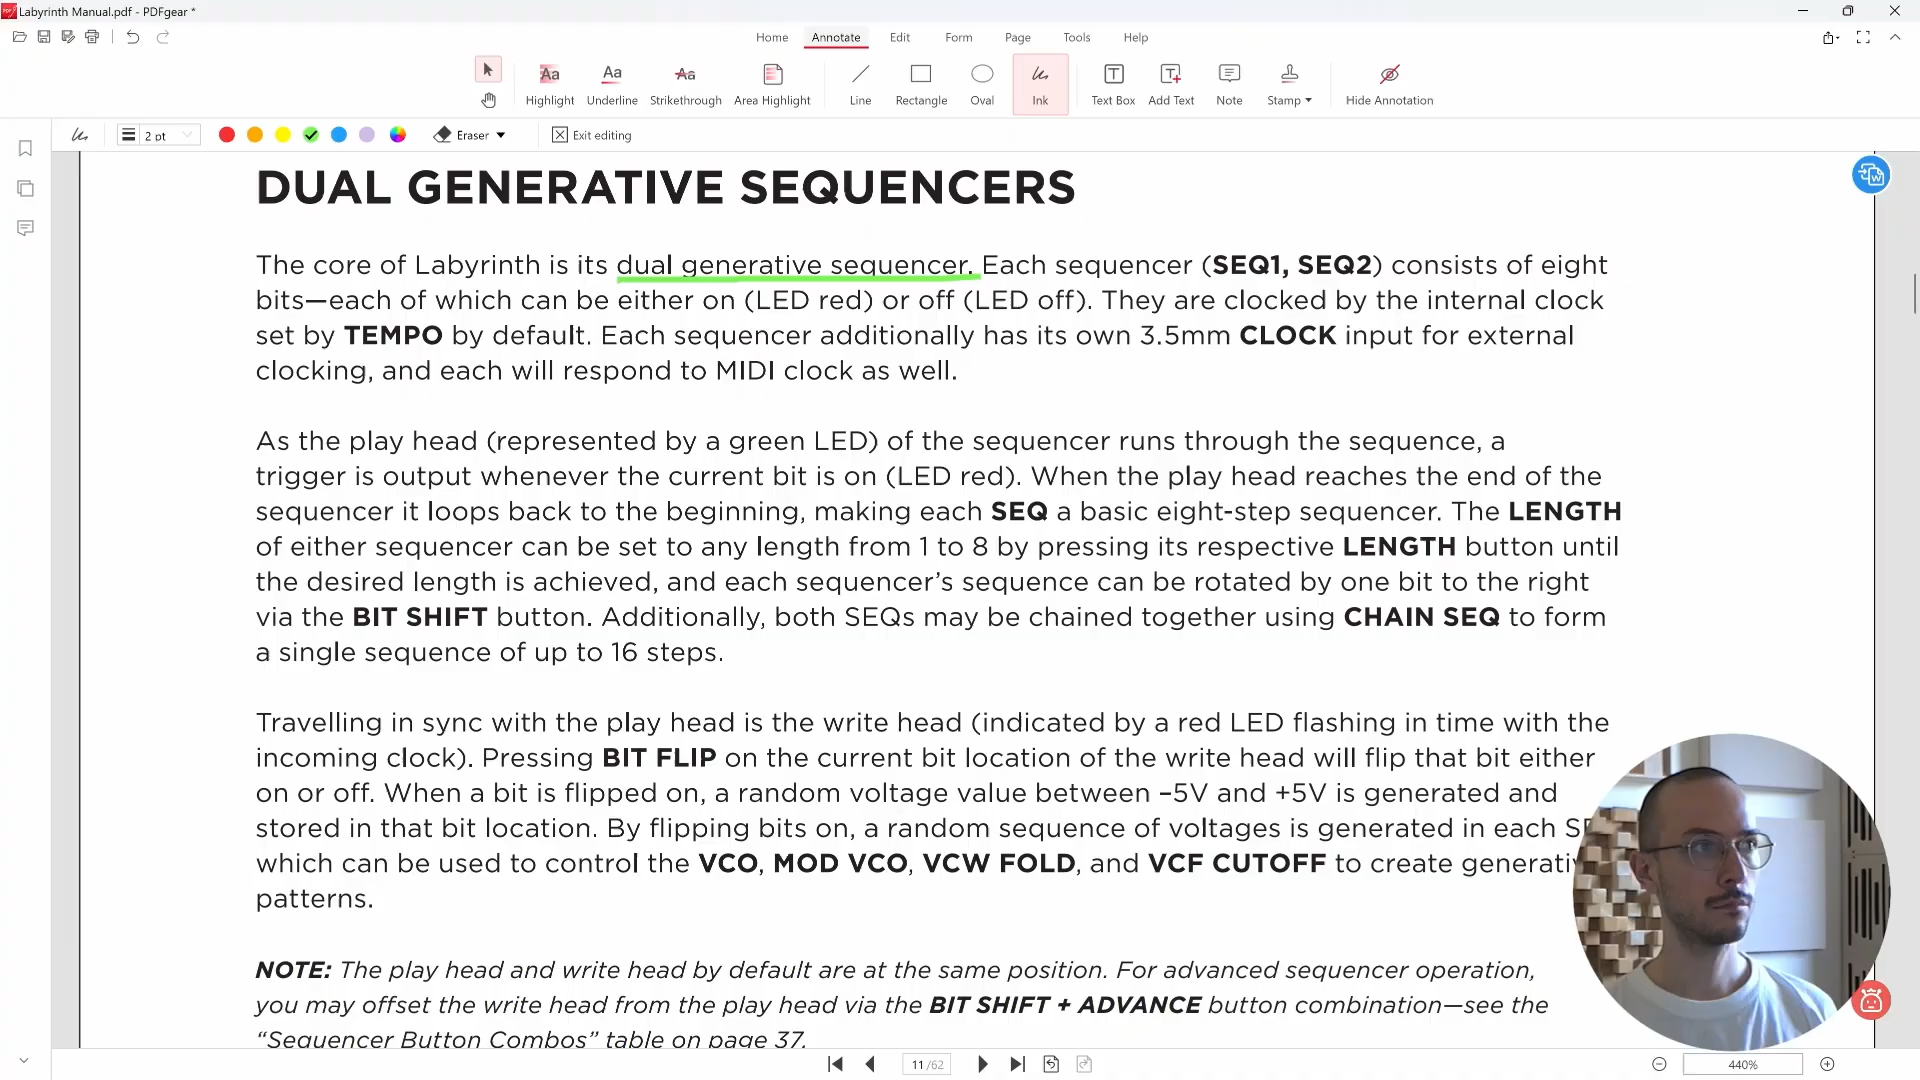 Labyrinth Manual.pdf - PDFgear *
Home Annotate Edit Form Page Tools Help
Highlight Underline Strikethrough Area Highlight Line Rectangle Oval Ink Text Box Add Text Note Stamp Hide Annotation
2 pt Eraser Exit editing
DUAL GENERATIVE SEQUENCERS
The core of Labyrinth is its dual generative sequencer. Each sequencer (SEQ1, SEQ2) consists of eight
bits—each of which can be either on (LED red) or off (LED off). They are clocked by the internal clock
set by TEMPO by default. Each sequencer additionally has its own 3.5mm CLOCK input for external
clocking, and each will respond to MIDI clock as well.
As the play head (represented by a green LED) of the sequencer runs through the sequence, a
trigger is output whenever the current bit is on (LED red). When the play head reaches the end of the
sequencer it loops back to the beginning, making each SEQ a basic eight-step sequencer. The LENGTH
of either sequencer can be set to any length from 1 to 8 by pressing its respective LENGTH button until
the desired length is achieved, and each sequencer’s sequence can be rotated by one bit to the right
via the BIT SHIFT button. Additionally, both SEQs may be chained together using CHAIN SEQ to form
a single sequence of up to 16 steps.
Travelling in sync with the play head is the write head (indicated by a red LED flashing in time with the
incoming clock). Pressing BIT FLIP on the current bit location of the write head will flip that bit either
on or off. When a bit is flipped on, a random voltage value between –5V and +5V is generated and
stored in that bit location. By flipping bits on, a random sequence of voltages is generated in each
which can be used to control the VCO, MOD VCO, VCW FOLD, and VCF CUTOFF to create
patterns.
NOTE: The play head and write head by default are at the same position. For advanced sequencer operation,
you may offset the write head from the play head via the BIT SHIFT + ADVANCE button combination—see the
“Sequencer Button Combos” table on page 37.
11 /62
440%